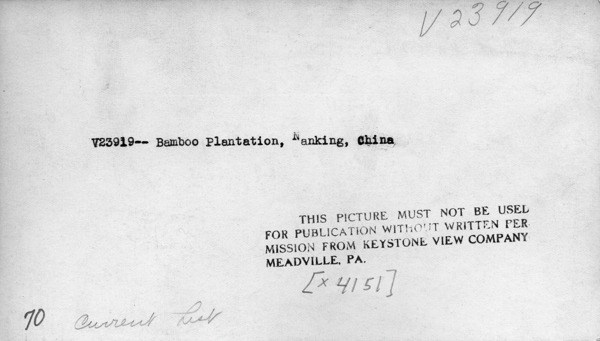 V23919
V23919-- Bamboo Plantation, Nanking, China
THIS PICTURE MUST NOT BE USED
FOR PUBLICATION WITHOUT WRITTEN PER
MISSION FROM KEYSTONE VIEW COMPANY
MEADVILLE, PA.
[x4151]
70 Current List